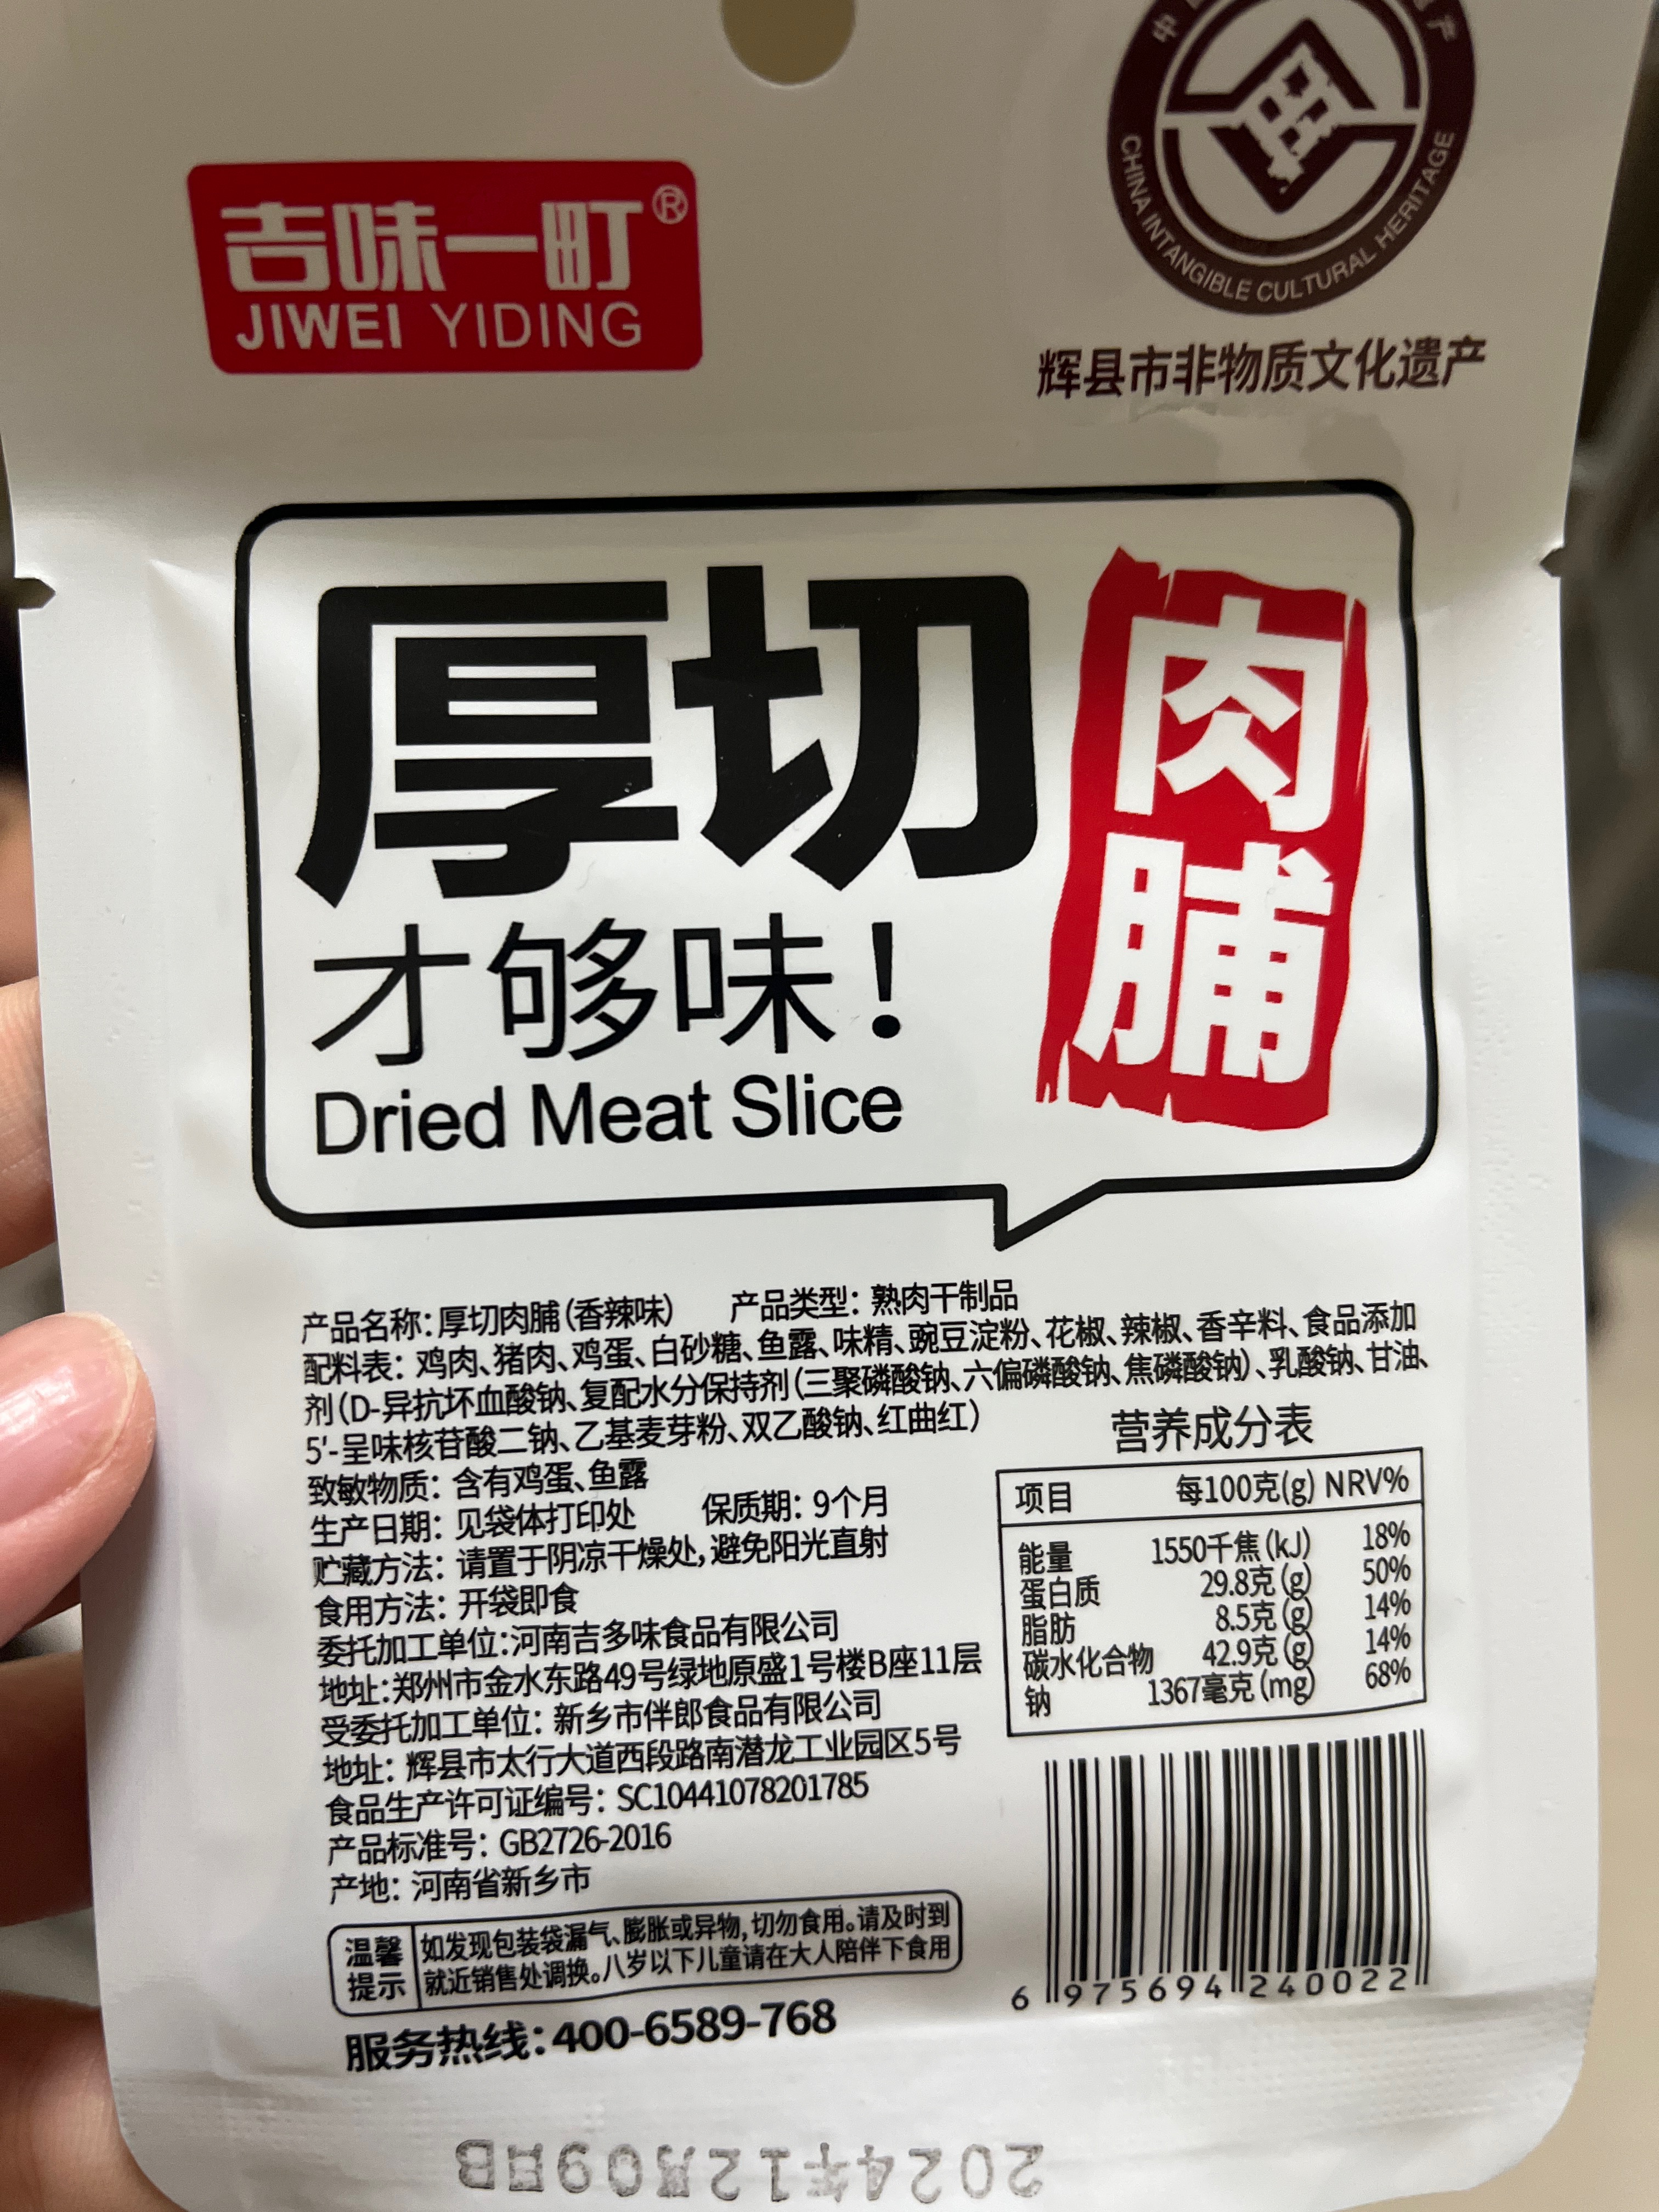 中
产
CHINA INTANGIBLE CULTURAL HERITAGE
吉味一町®
JIWEI YIDING
辉县市非物质文化遗产
厚切
肉脯
才够味！
Dried Meat Slice
产品名称：厚切肉脯（香辣味） 产品类型：熟肉干制品
配料表：鸡肉、猪肉、鸡蛋、白砂糖、鱼露、味精、豌豆淀粉、花椒、辣椒、香辛料、食品添加
剂（D-异抗坏血酸钠、复配水分保持剂（三聚磷酸钠、六偏磷酸钠、焦磷酸钠）、乳酸钠、甘油、
5'-呈味核苷酸二钠、乙基麦芽粉、双乙酸钠、红曲红）
致敏物质：含有鸡蛋、鱼露
生产日期：见袋体打印处 保质期：9个月
贮藏方法：请置于阴凉干燥处，避免阳光直射
食用方法：开袋即食
委托加工单位：河南吉多味食品有限公司
地址：郑州市金水东路49号绿地原盛1号楼B座11层
受委托加工单位：新乡市伴郎食品有限公司
地址：辉县市太行大道西段路南潜龙工业园区5号
食品生产许可证编号：SC10441078201785
产品标准号：GB2726-2016
产地：河南省新乡市
营养成分表
项目 每100克(g) NRV%
能量 1550千焦(kJ) 18%
蛋白质 29.8克(g) 50%
脂肪 8.5克(g) 14%
碳水化合物 42.9克(g) 14%
钠 1367毫克(mg) 68%
温馨提示
如发现包装袋漏气、膨胀或异物，切勿食用。请及时到
就近销售处调换。八岁以下儿童请在大人陪伴下食用
服务热线：400-6589-768
6 975694 240022
2024年12月09日B